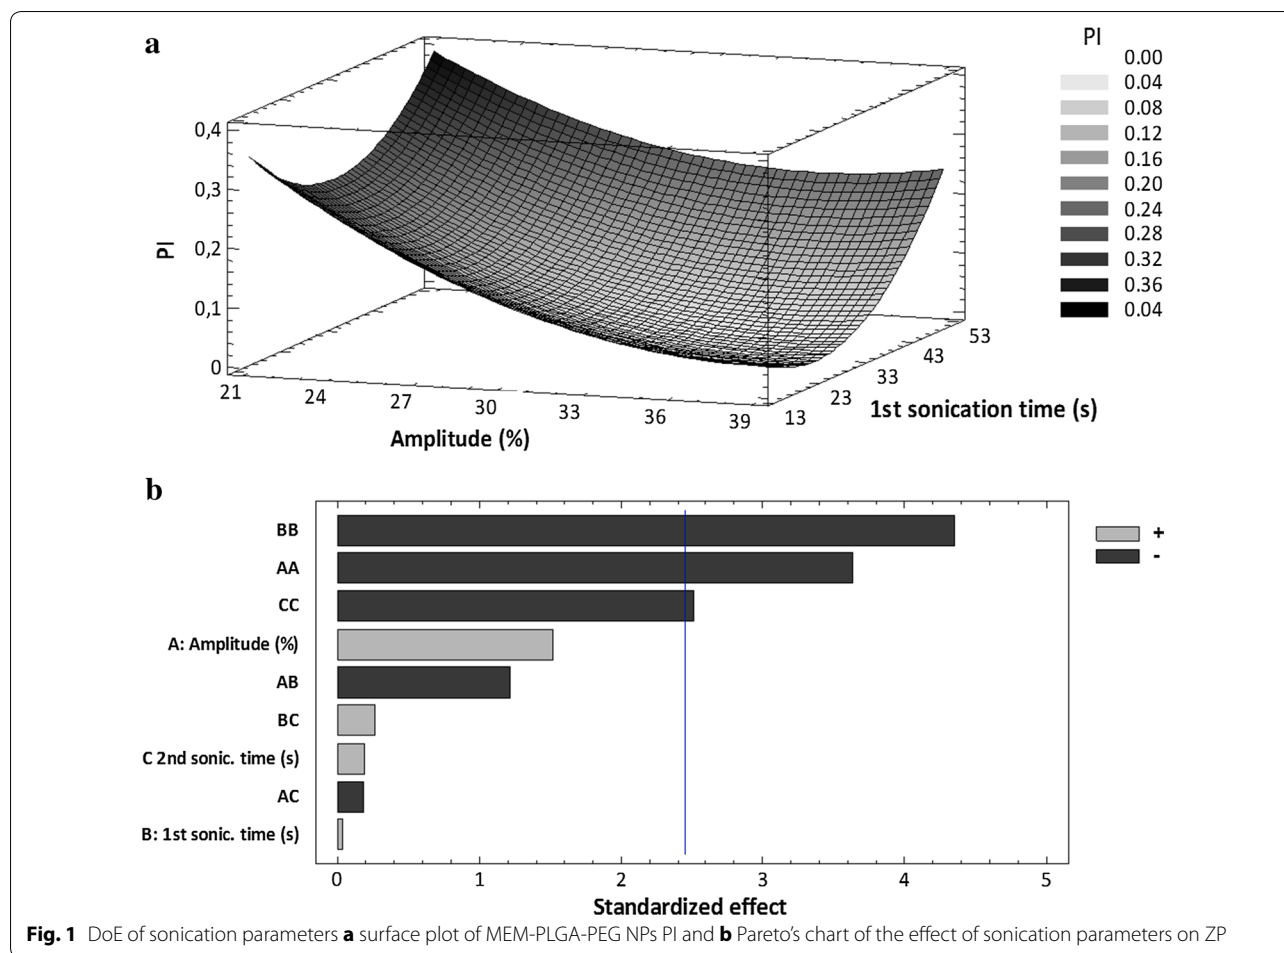 a
PI
0.00
0.04
0.08
0.12
0.16
0.20
0.24
0.28
0.32
0.36
0.04
0,4
0,3
0,2
0,1
0
PI
21
24
27
30
33
36
39
Amplitude (%)
13
23
33
43
53
1st sonication time (s)
b
BB
AA
CC
A: Amplitude (%)
AB
BC
C 2nd sonic. time (s)
AC
B: 1st sonic. time (s)
+
-
0 1 2 3 4 5
Standardized effect
Fig. 1 DoE of sonication parameters a surface plot of MEM-PLGA-PEG NPs PI and b Pareto’s chart of the effect of sonication parameters on ZP